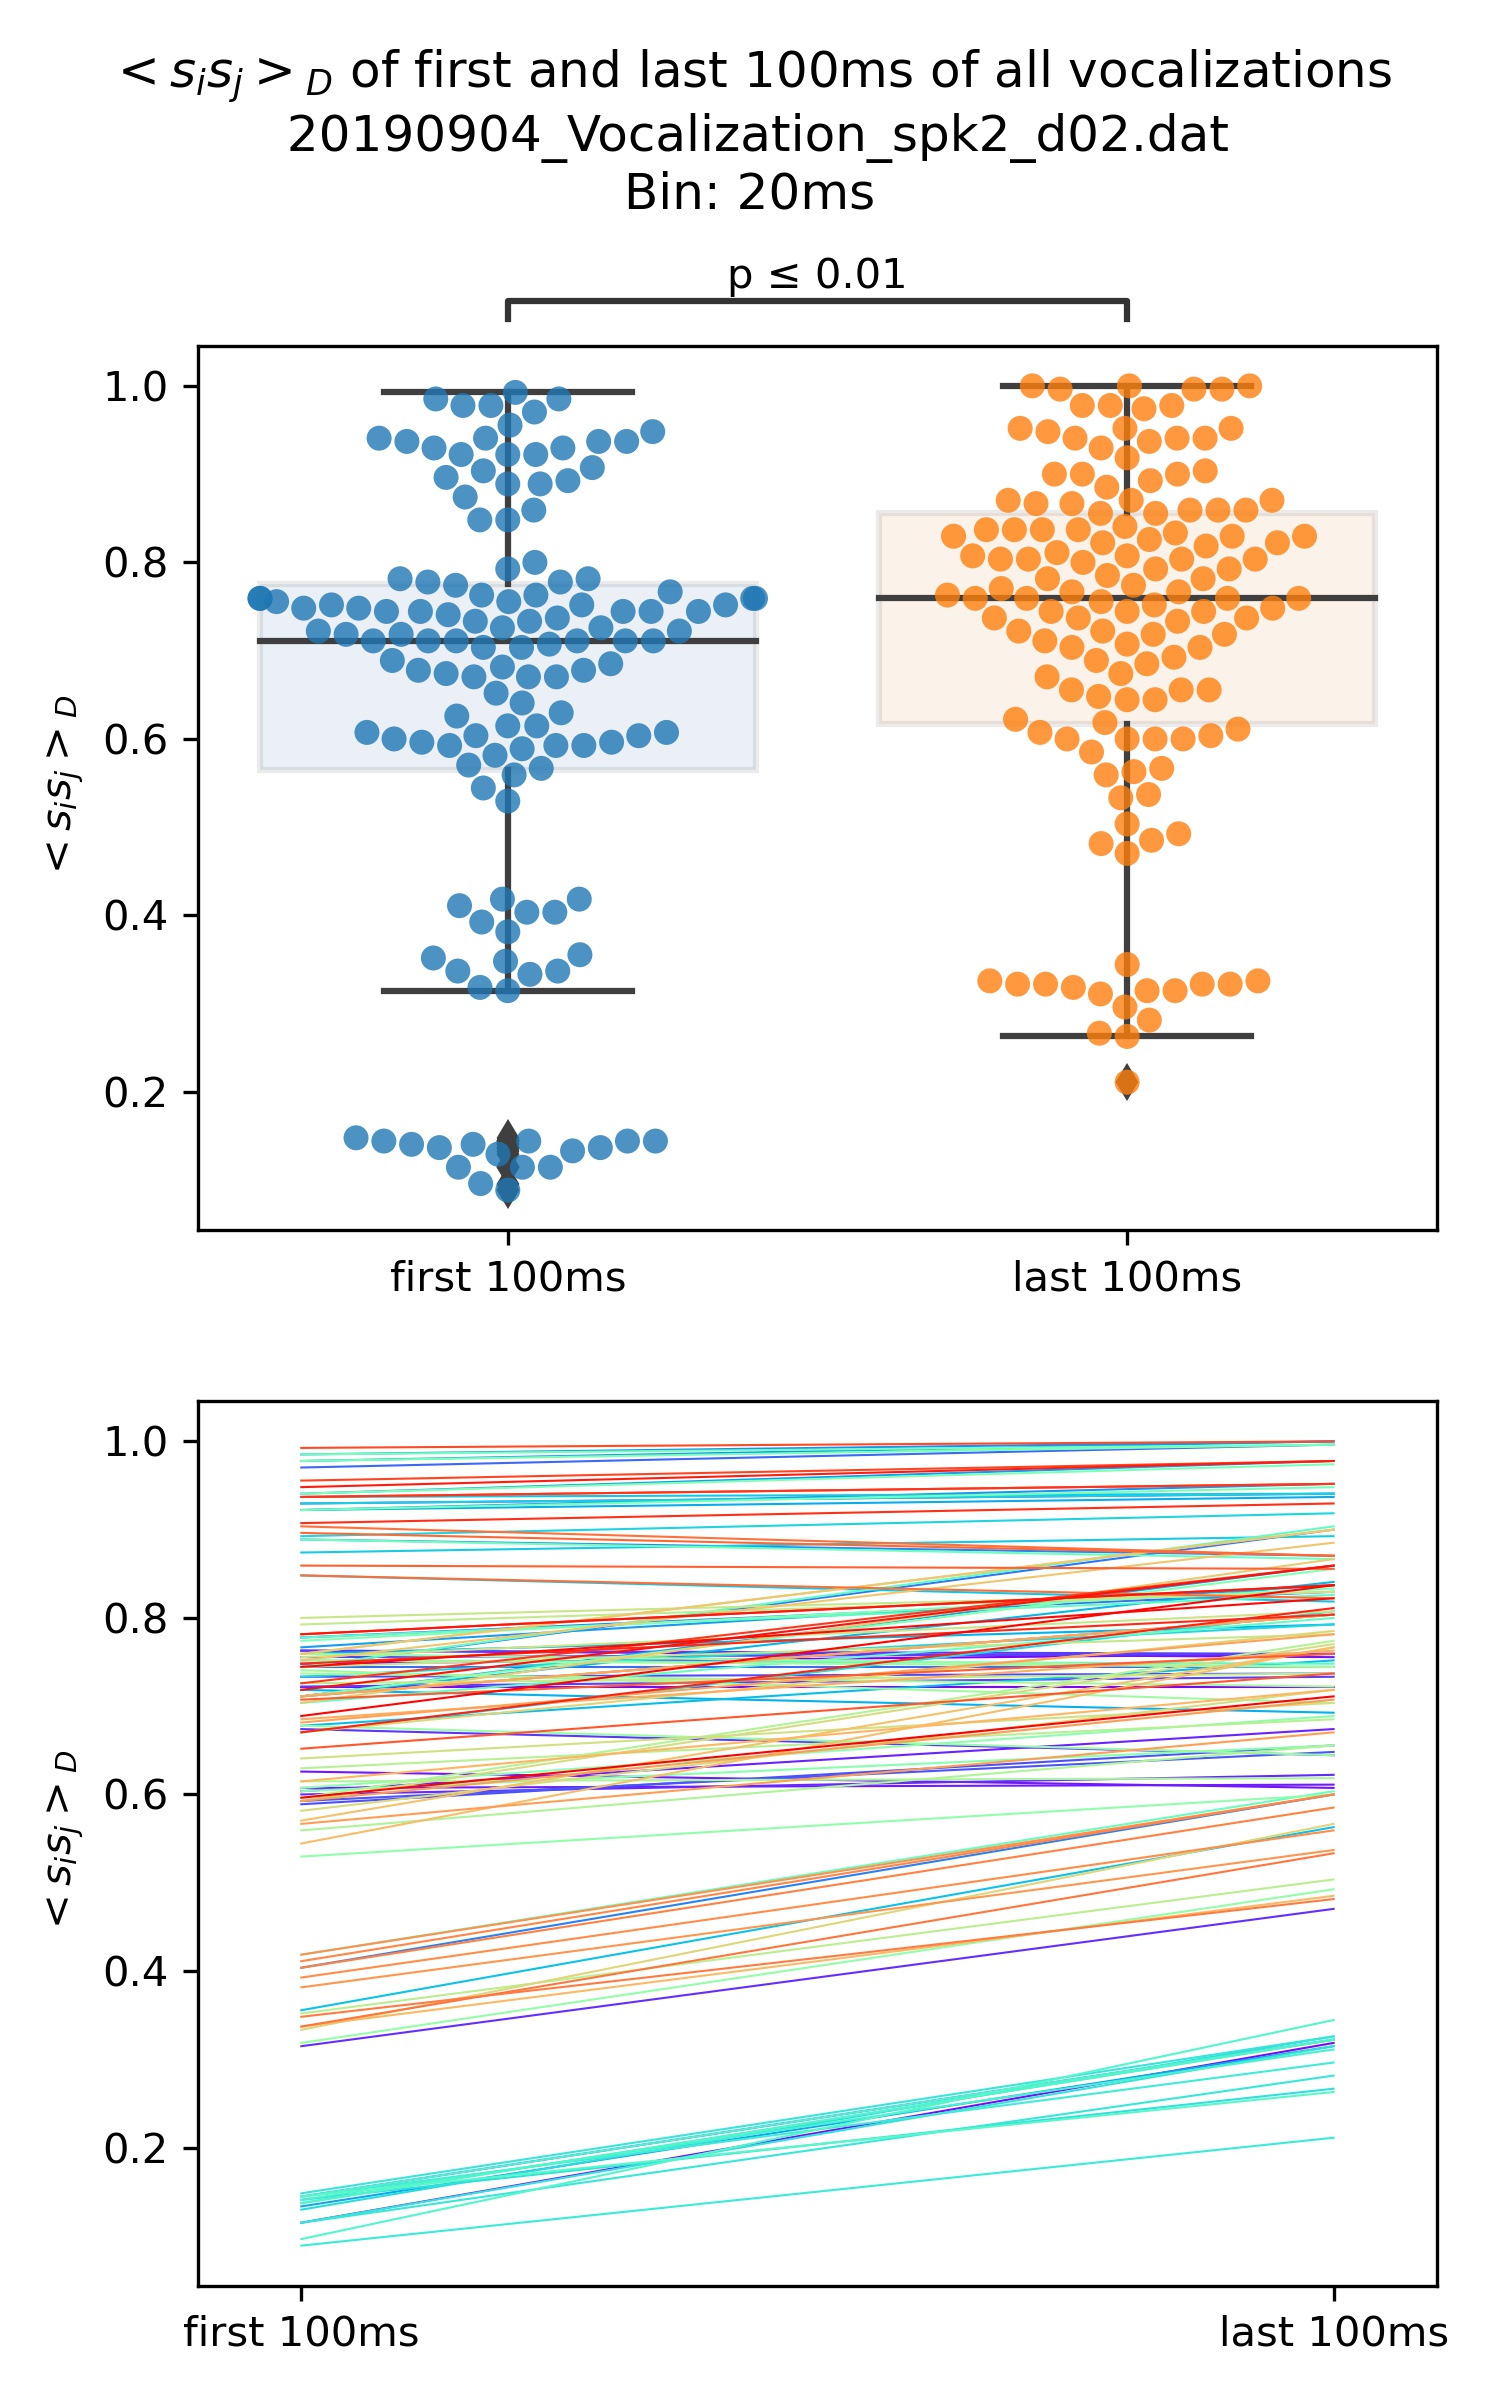 < sᵢsⱼ >_D of first and last 100ms of all vocalizations
20190904_Vocalization_spk2_d02.dat
Bin: 20ms
p ≤ 0.01
< sᵢsⱼ >_D
1.0
0.8
0.6
0.4
0.2
first 100ms last 100ms
< sᵢsⱼ >_D
1.0
0.8
0.6
0.4
0.2
first 100ms last 100ms